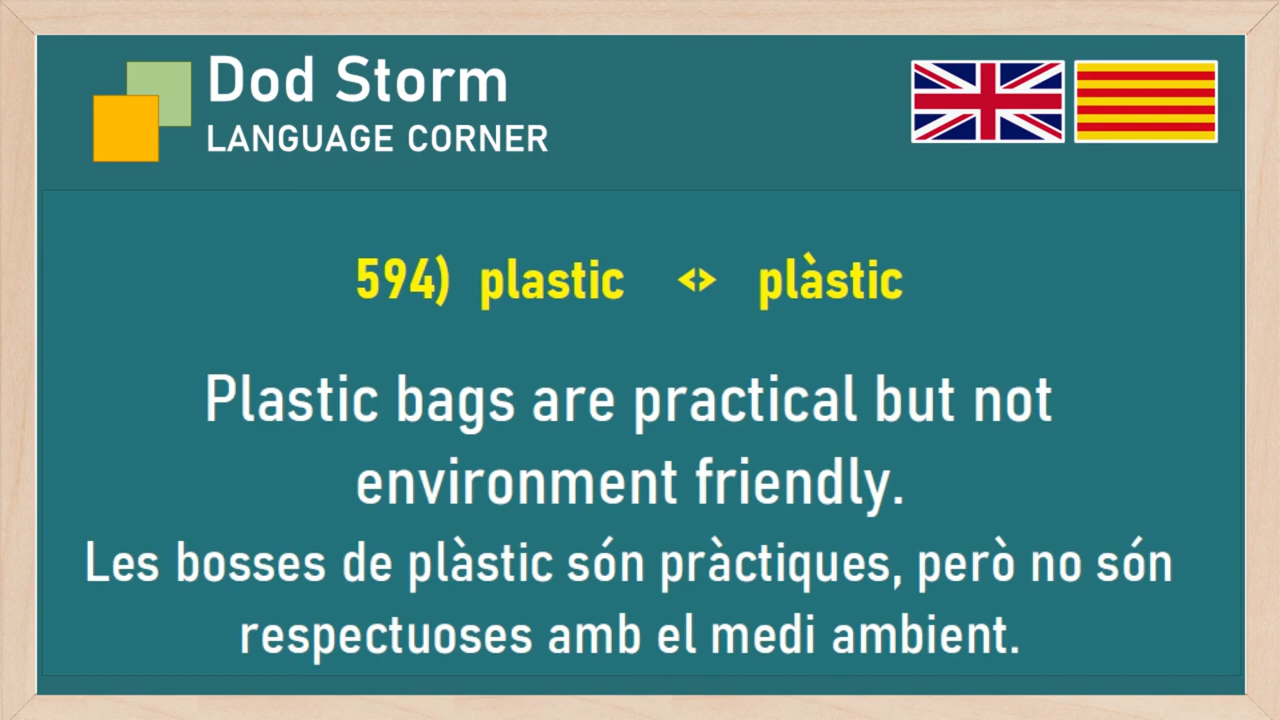 Dod Storm
LANGUAGE CORNER
594) plastic <> plàstic
Plastic bags are practical but not
environment friendly.
Les bosses de plàstic són pràctiques, però no són
respectuoses amb el medi ambient.